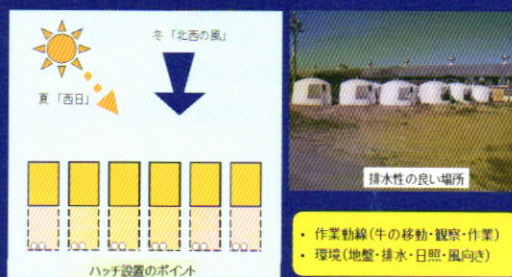 冬「北西の風」
夏「西日」
ハッチ設置のポイント
排水性の良い場所
・作業動線(牛の移動・観察・作業)
・環境(地盤・排水・日照・風向き)